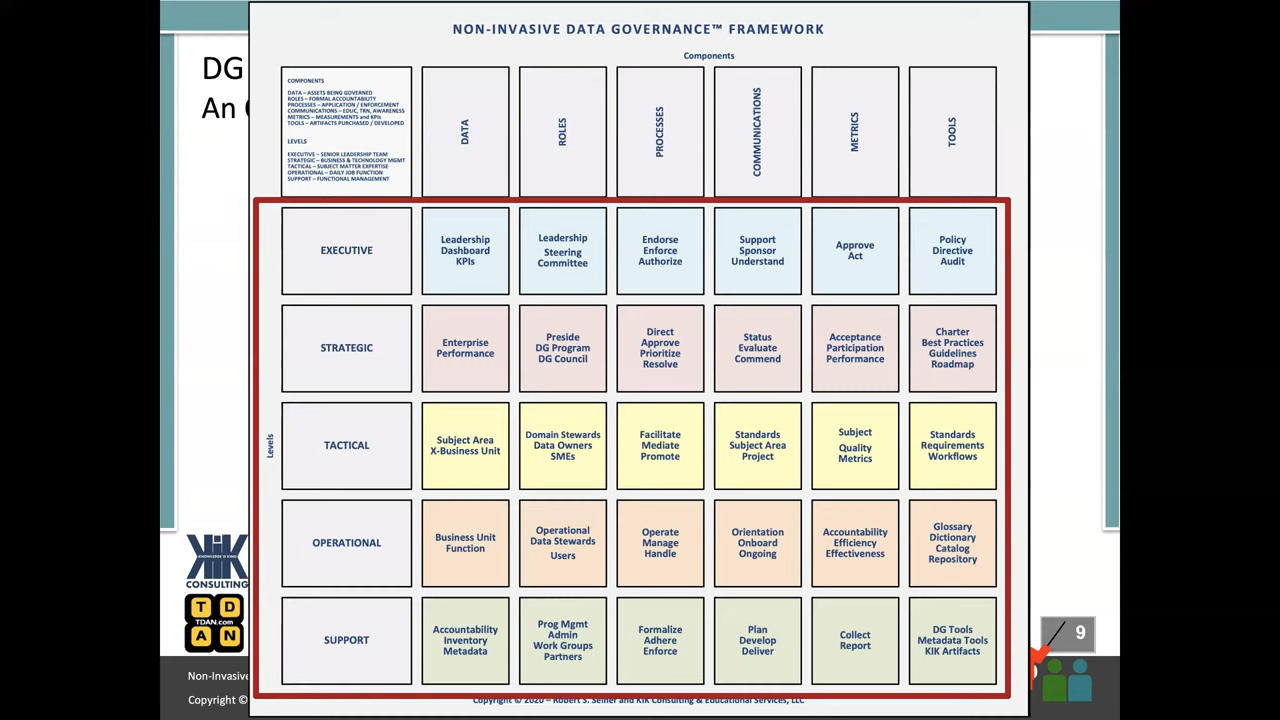 NON-INVASIVE DATA GOVERNANCE™ FRAMEWORK
Components
DG
An
COMPONENTS
DATA – ASSETS BEING GOVERNED
ROLES – FORMAL ACCOUNTABILITY
PROCESSES – APPLICATION / ENFORCEMENT
COMMUNICATIONS – EDUC, TRN, AWARENESS
METRICS – MEASUREMENTS and KPIs
TOOLS – ARTIFACTS PURCHASED / DEVELOPED
LEVELS
EXECUTIVE – SENIOR LEADERSHIP TEAM
STRATEGIC – BUSINESS & TECHNOLOGY MGMT
TACTICAL – SUBJECT MATTER EXPERTISE
OPERATIONAL – DAILY JOB FUNCTION
SUPPORT – FUNCTIONAL MANAGEMENT
DATA
ROLES
PROCESSES
COMMUNICATIONS
METRICS
TOOLS
Levels
EXECUTIVE
Leadership
Dashboard
KPIs
Leadership
Steering
Committee
Endorse
Enforce
Authorize
Support
Sponsor
Understand
Approve
Act
Policy
Directive
Audit
STRATEGIC
Enterprise
Performance
Preside
DG Program
DG Council
Direct
Approve
Prioritize
Resolve
Status
Evaluate
Commend
Acceptance
Participation
Performance
Charter
Best Practices
Guidelines
Roadmap
TACTICAL
Subject Area
X-Business Unit
Domain Stewards
Data Owners
SMEs
Facilitate
Mediate
Promote
Standards
Subject Area
Project
Subject
Quality
Metrics
Standards
Requirements
Workflows
OPERATIONAL
Business Unit
Function
Operational
Data Stewards
Users
Operate
Manage
Handle
Orientation
Onboard
Ongoing
Accountability
Efficiency
Effectiveness
Glossary
Dictionary
Catalog
Repository
SUPPORT
Accountability
Inventory
Metadata
Prog Mgmt
Admin
Work Groups
Partners
Formalize
Adhere
Enforce
Plan
Develop
Deliver
Collect
Report
DG Tools
Metadata Tools
KIK Artifacts
KIK
KNOWLEDGE IS KING
CONSULTING
T D
TDAN.com
A N
9
Non-Invasive
Copyright ©
Copyright © 2020 – Robert S. Seiner and KIK Consulting & Educational Services, LLC